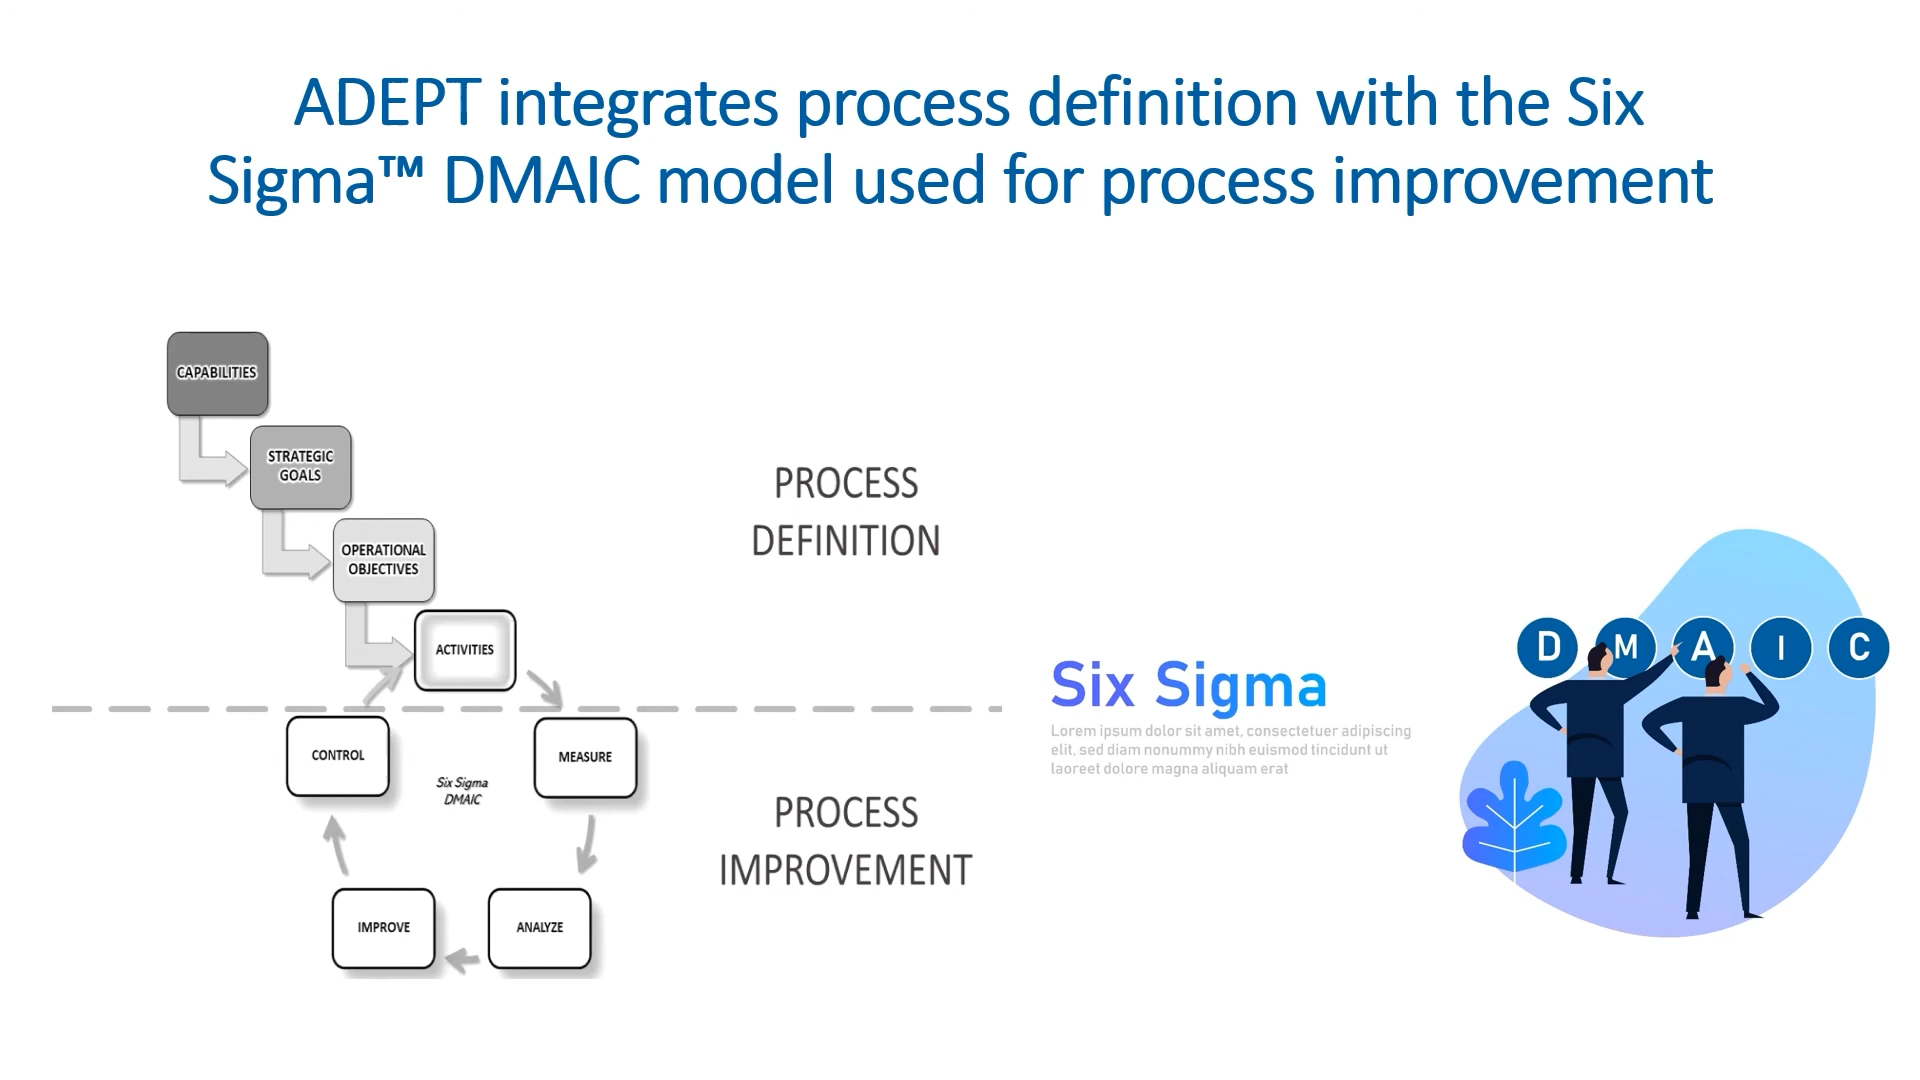 ADEPT integrates process definition with the Six
Sigma™ DMAIC model used for process improvement
CAPABILITIES
STRATEGIC
GOALS
OPERATIONAL
OBJECTIVES
ACTIVITIES
PROCESS
DEFINITION
CONTROL
Six Sigma
DMAIC
MEASURE
IMPROVE
ANALYZE
PROCESS
IMPROVEMENT
Six Sigma
Lorem ipsum dolor sit amet, consectetuer adipiscing
elit, sed diam nonummy nibh euismod tincidunt ut
laoreet dolore magna aliquam erat
D M A I C